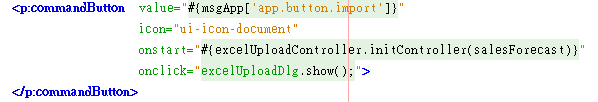 <p:commandButton value="#{msgApp['app.button.import']}"
icon="ui-icon-document"
onstart="#{excelUploadController.initController(salesForecast)}"
onclick="excelUploadDlg.show();">
</p:commandButton>